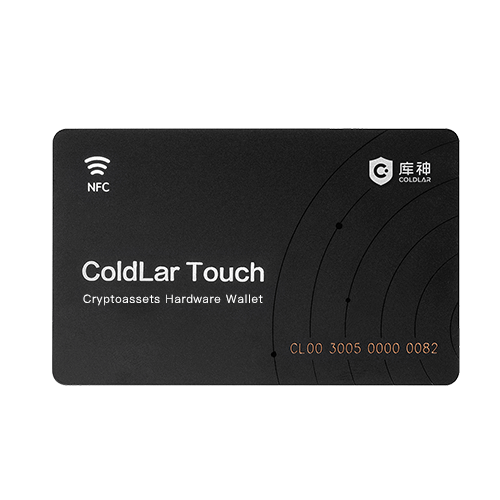 NFC
库神
COLDLAR
ColdLar Touch
Cryptoassets Hardware Wallet
CL00 3005 0000 0082